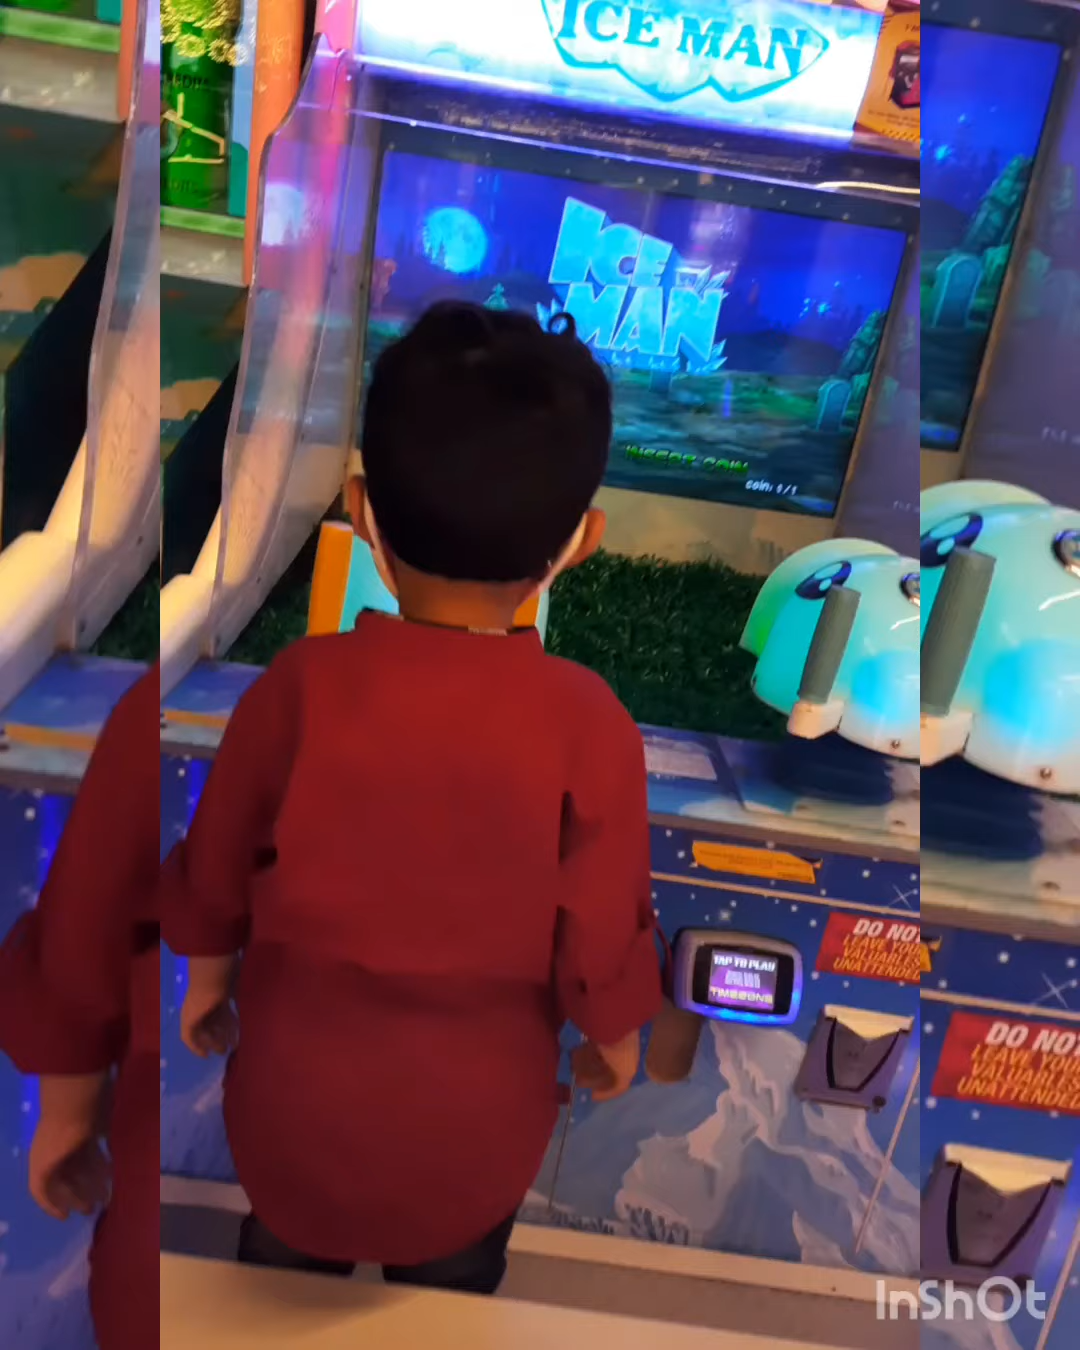 ICE MAN
ICE
MAN
INSERT COIN
COIN: 0/1
TAP TO PLAY
TIMEZONE
DO NOT
LEAVE YOUR
VALUABLES
UNATTENDED
DO NOT
LEAVE YOUR
VALUABLES
UNATTENDED
InShOt